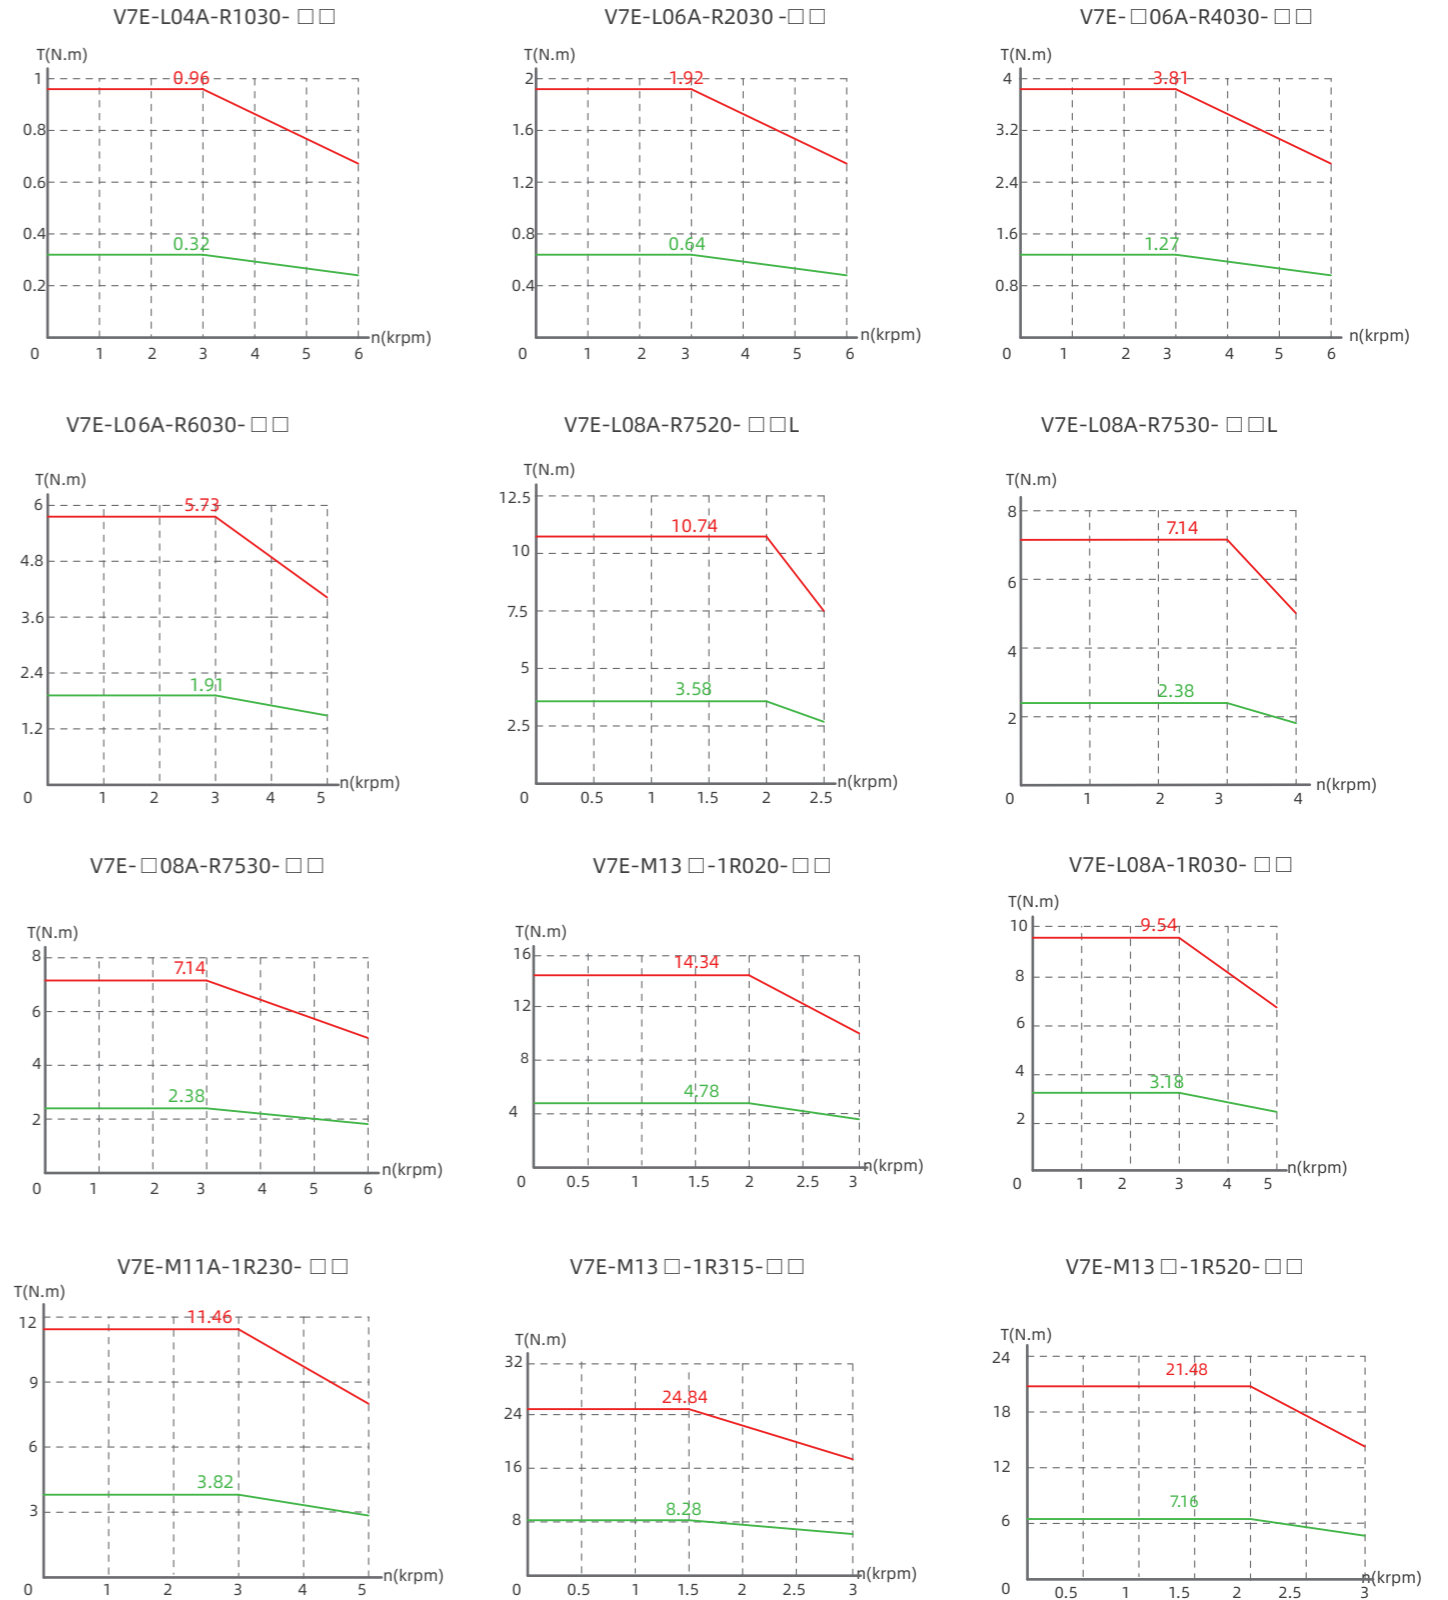 V7E-L04A-R1030- □□
T(N.m)
1
0.96
0.8
0.6
0.4
0.32
0.2
n(krpm)
0 1 2 3 4 5 6
V7E-L06A-R2030 -□□
T(N.m)
2
1.92
1.6
1.2
0.8
0.64
0.4
n(krpm)
0 1 2 3 4 5 6
V7E-□06A-R4030- □□
T(N.m)
4
3.81
3.2
2.4
1.6
1.27
0.8
n(krpm)
0 1 2 3 4 5 6
V7E-L06A-R6030- □□
T(N.m)
6
5.73
4.8
3.6
2.4
1.91
1.2
n(krpm)
0 1 2 3 4 5
V7E-L08A-R7520- □□L
T(N.m)
12.5
10.74
10
7.5
5
3.58
2.5
n(krpm)
0 0.5 1 1.5 2 2.5
V7E-L08A-R7530- □□L
T(N.m)
8
7.14
6
4
2.38
2
n(krpm)
0 1 2 3 4
V7E-□08A-R7530-□□
T(N.m)
8
7.14
6
4
2.38
2
n(krpm)
0 1 2 3 4 5 6
V7E-M13□-1R020-□□
T(N.m)
16
14.34
12
8
4.78
4
n(krpm)
0 0.5 1 1.5 2 2.5 3
V7E-L08A-1R030- □□
T(N.m)
10
9.54
8
6
4
3.18
2
n(krpm)
0 1 2 3 4 5
V7E-M11A-1R230- □□
T(N.m)
12
11.46
9
6
3.82
3
n(krpm)
0 1 2 3 4 5
V7E-M13□-1R315-□□
T(N.m)
32
24.84
24
16
8.28
8
n(krpm)
0 0.5 1 1.5 2 2.5 3
V7E-M13□-1R520-□□
T(N.m)
24
21.48
18
12
7.16
6
n(krpm)
0 0.5 1 1.5 2 2.5 3